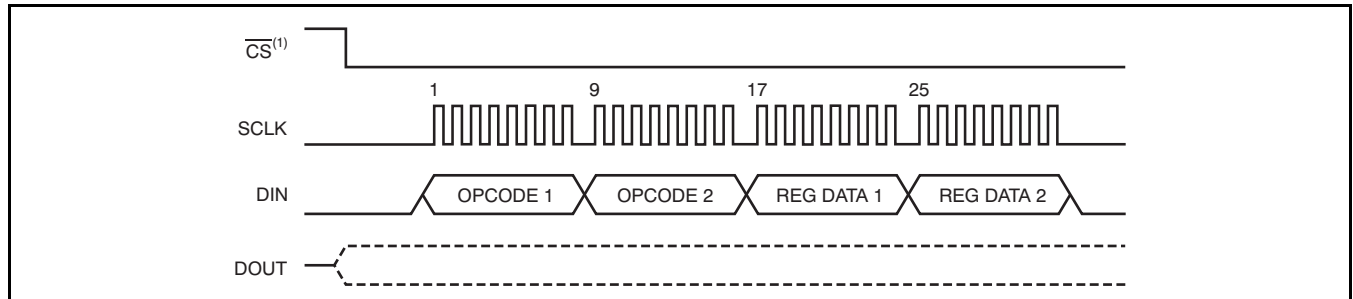 CS(1)
1 9 17 25
SCLK
DIN OPCODE 1 OPCODE 2 REG DATA 1 REG DATA 2
DOUT